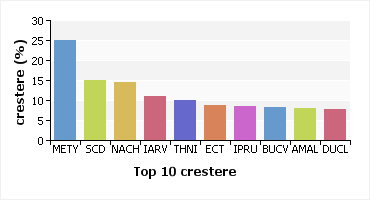 30
25
20
15
10
5
0
crestere (%)
METY SCD NACH IARV THNI ECT IPRU BUCV AMAL DUCL
Top 10 crestere